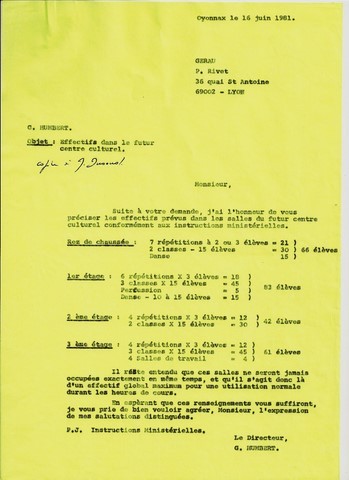 Oyonnax le 16 juin 1981.
GERAU
P. Rivet
36 quai St Antoine
69002 - LYON
C. HUMBERT.
Objet : Effectifs dans le futur
centre culturel.
copie à J.
Monsieur,
Suite à votre demande, j'ai l'honneur de vous
préciser les effectifs prévus dans les salles du futur centre
culturel conformément aux instructions ministérielles.
Rez de chaussée : 7 répétitions à 2 ou 3 élèves = 21 )
2 classes - 15 élèves = 30 ) 66 élèves
Danse 15 )
1er étage : 6 répétitions X 3 élèves = 18 )
3 classes X 15 élèves = 45 )
Percussion = 5 ) 83 élèves
Danse - 10 à 15 élèves = 15 )
2 ème étage : 4 répétitions X 3 élèves = 12 ) 42 élèves
2 classes X 15 élèves = 30 )
3 ème étage : 4 répétitions X 3 élèves = 12 )
3 classes X 15 élèves = 45 ) 61 élèves
4 Salles de travail = 4 )
Il reste entendu que ces salles ne seront jamais
occupées exactement en même temps, et qu'il s'agit donc là
d'un effectif global maximum pour une utilisation normale
durant les heures de cours.
En espérant que ces renseignements vous suffiront,
je vous prie de bien vouloir agréer, Monsieur, l'expression
de mes salutations distinguées.
P.J. Instructions Ministérielles.
Le Directeur,
G. HUMBERT.